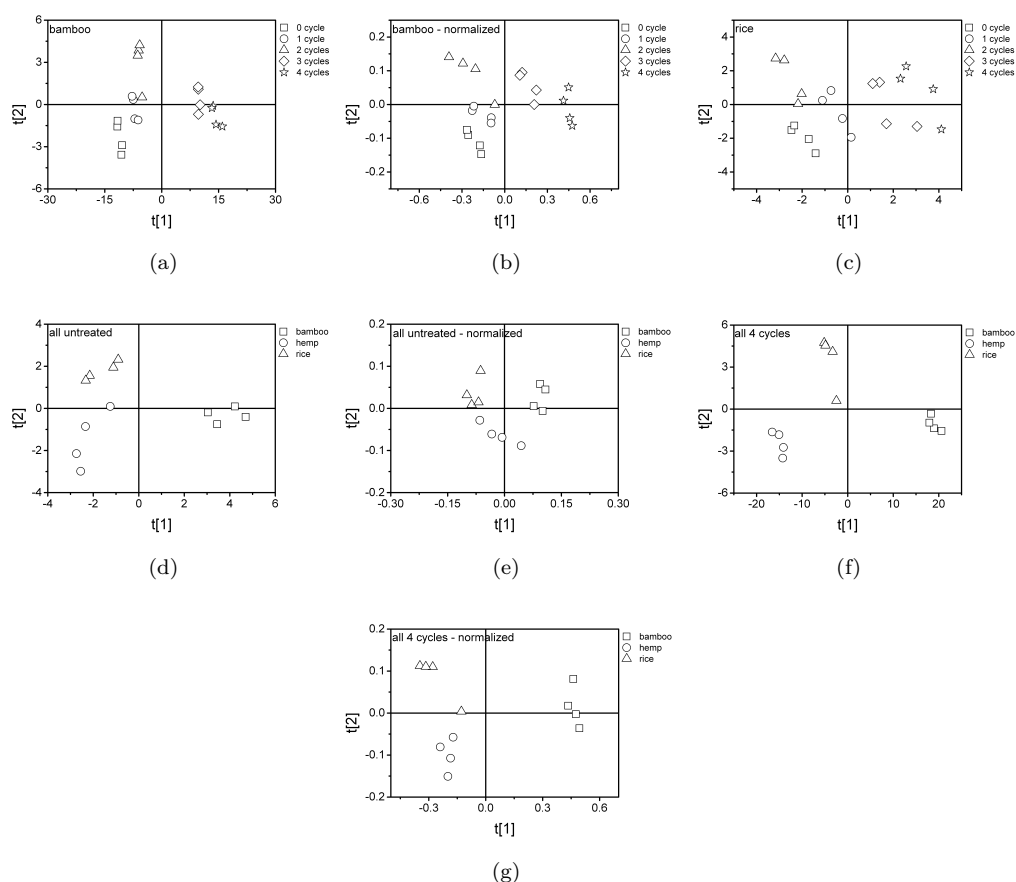 bamboo
0 cycle
1 cycle
2 cycles
3 cycles
4 cycles
t[2]
6
3
0
-3
-6
-30 -15 0 15 30
t[1]
(a)
bamboo - normalized
0 cycle
1 cycle
2 cycles
3 cycles
4 cycles
t[2]
0.2
0.1
0.0
-0.1
-0.2
-0.6 -0.3 0.0 0.3 0.6
t[1]
(b)
rice
0 cycle
1 cycle
2 cycles
3 cycles
4 cycles
t[2]
4
2
0
-2
-4
-4 -2 0 2 4
t[1]
(c)
all untreated
bamboo
hemp
rice
t[2]
4
2
0
-2
-4
-4 -2 0 2 4 6
t[1]
(d)
all untreated - normalized
bamboo
hemp
rice
t[2]
0.2
0.1
0.0
-0.1
-0.2
-0.30 -0.15 0.00 0.15 0.30
t[1]
(e)
all 4 cycles
bamboo
hemp
rice
t[2]
6
3
0
-3
-6
-20 -10 0 10 20
t[1]
(f)
all 4 cycles - normalized
bamboo
hemp
rice
t[2]
0.2
0.1
0.0
-0.1
-0.2
-0.3 0.0 0.3 0.6
t[1]
(g)